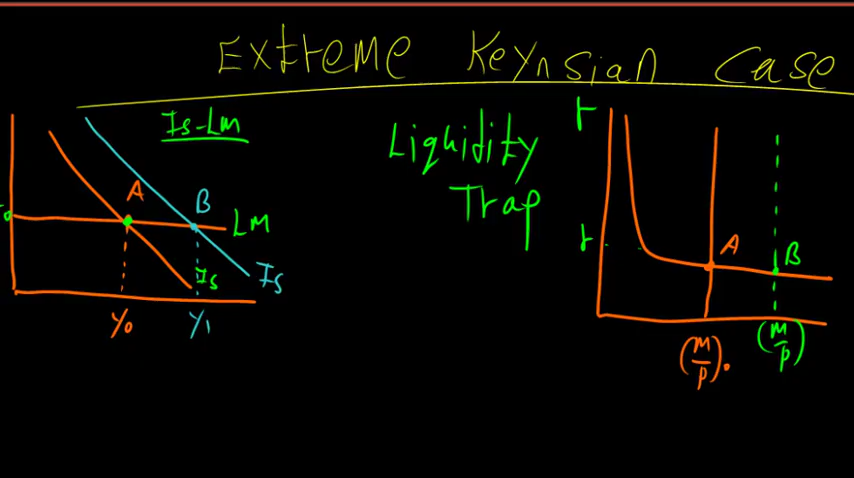 Extreme Keynsian Case
Is-Lm
Liquidity
Trap
r
A
B
LM
Is
Is
Y₀
Y₁
r
A
B
(M/P)₀
(M/P)